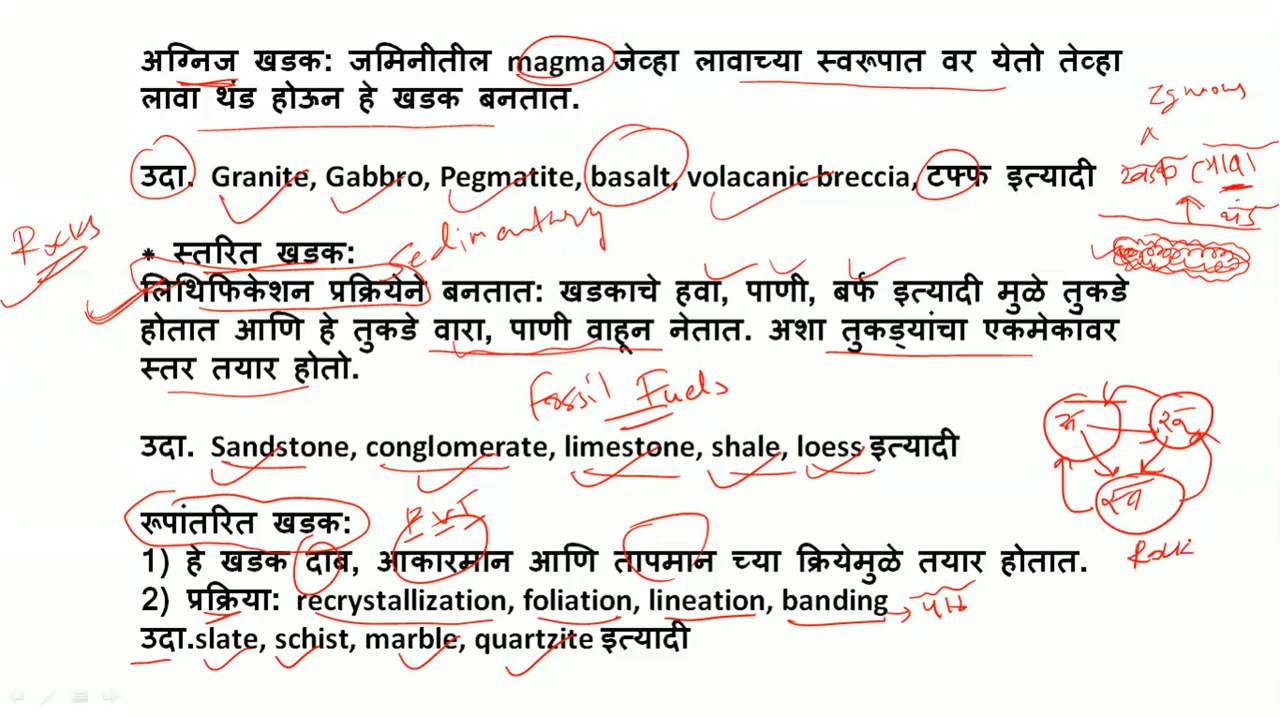 अग्निज खडक: जमिनीतील magma जेव्हा लावाच्या स्वरूपात वर येतो तेव्हा
लावा थंड होऊन हे खडक बनतात.
Igneous
खडक लावा
थंड
उदा. Granite, Gabbro, Pegmatite, basalt, volacanic breccia, टफ्फ इत्यादी
Rocks
* स्तरित खडक:
Sedimentary
लिथिफिकेशन प्रक्रियेने बनतात: खडकाचे हवा, पाणी, बर्फ इत्यादी मुळे तुकडे
होतात आणि हे तुकडे वारा, पाणी वाहून नेतात. अशा तुकड्यांचा एकमेकांवर
स्तर तयार होतो.
Fossil Fuels
उदा. Sandstone, conglomerate, limestone, shale, loess इत्यादी
रूपांतरित खडक:
P V T
1) हे खडक दाब, आकारमान आणि तापमान च्या क्रियेमुळे तयार होतात.
2) प्रक्रिया: recrystallization, foliation, lineation, banding
उदा.slate, schist, marble, quartzite इत्यादी